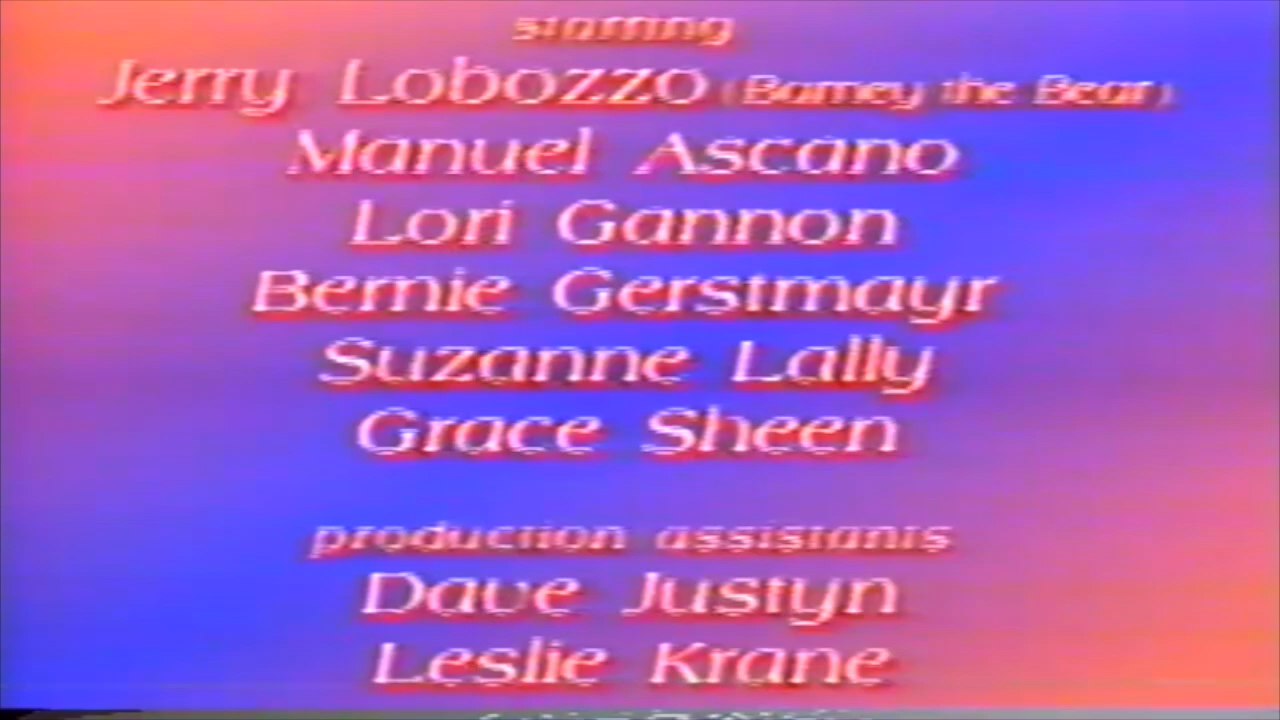 starring
Jerry Lobozzo (Barney the Bear)
Manuel Ascano
Lori Gannon
Bernie Gerstmayr
Suzanne Lally
Grace Sheen
production assistants
Dave Justyn
Leslie Krane